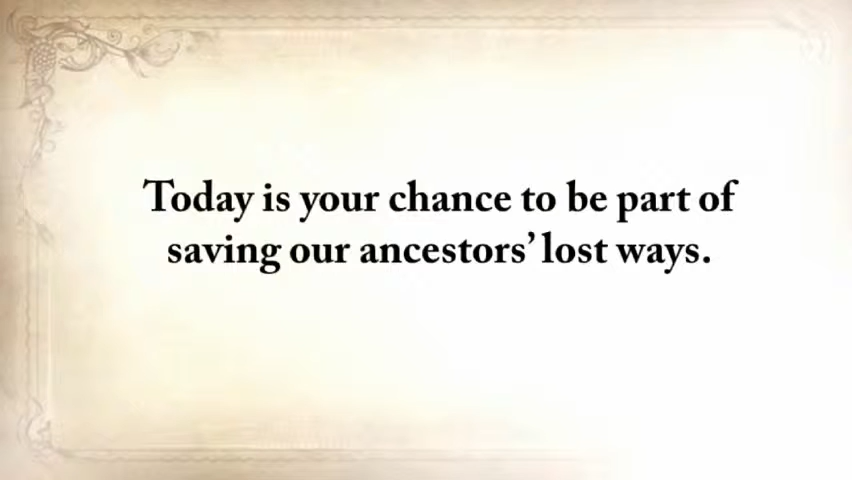 Today is your chance to be part of
saving our ancestors’ lost ways.